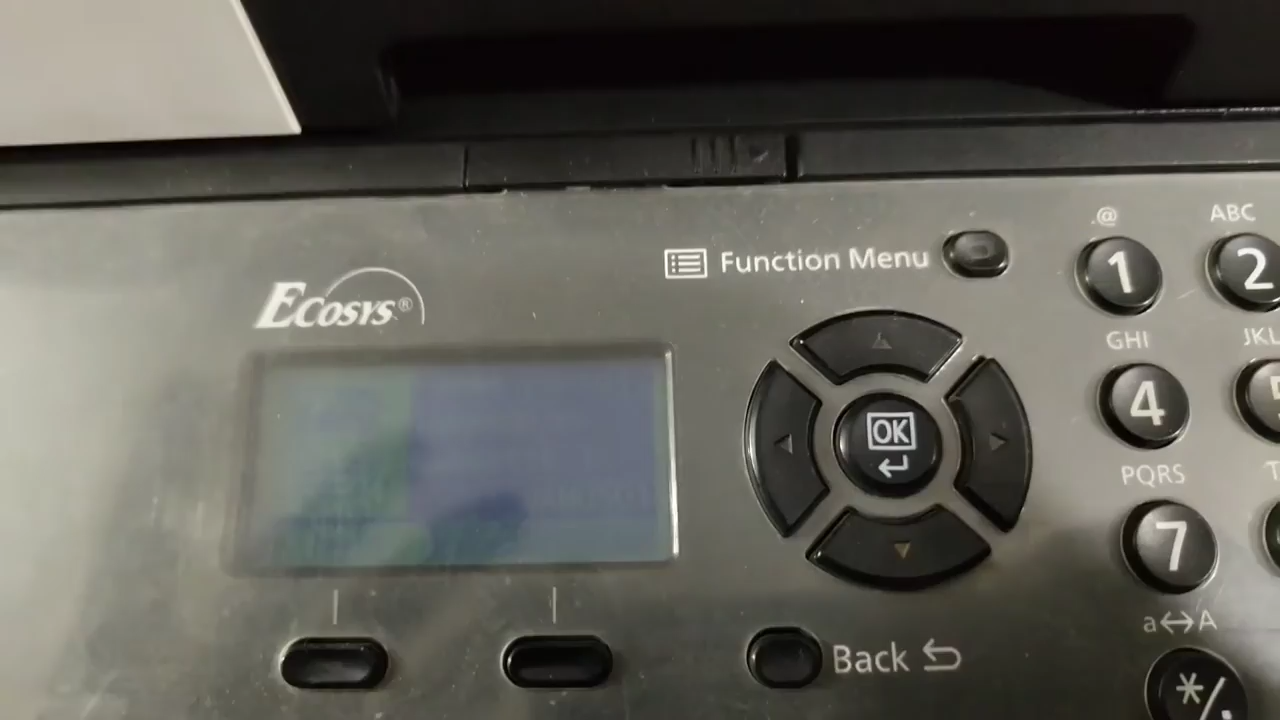 .@ ABC
Function Menu
1 2
ECOSYS®
GHI JKL
OK
4
PQRS
7
a↔A
Back
*/.